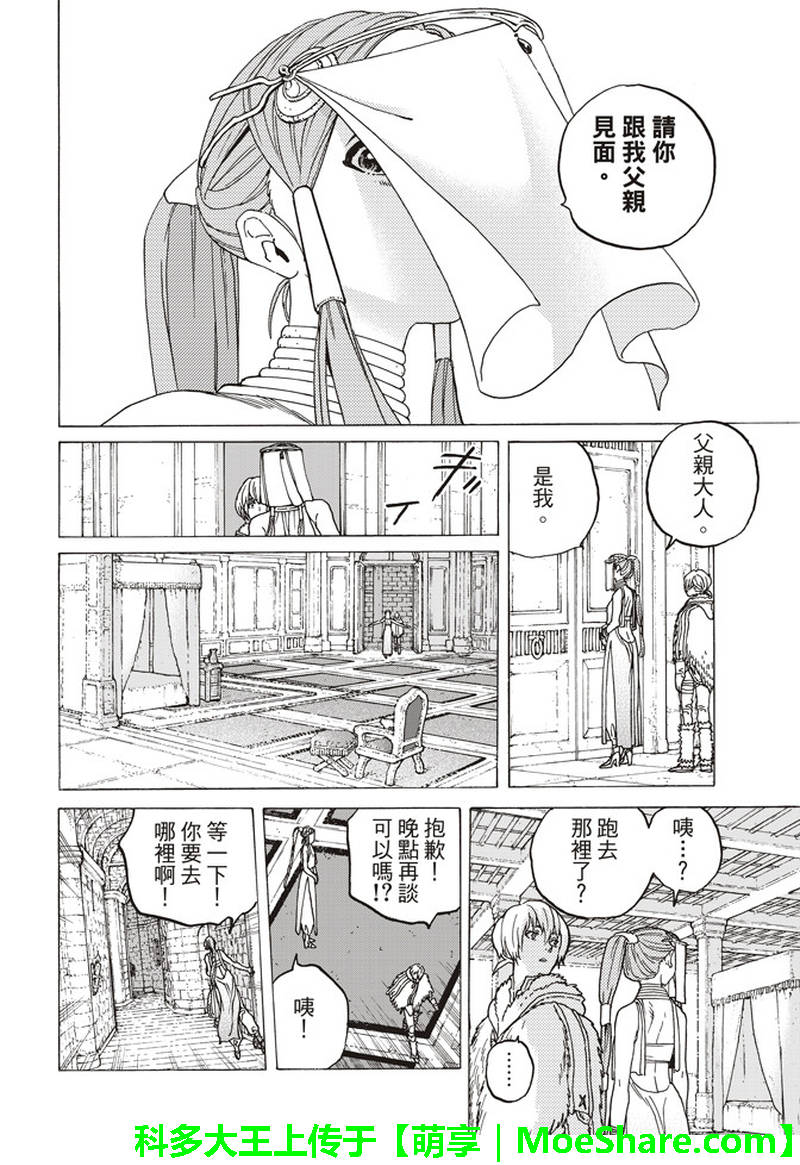 請你
跟我父親
見面。
父親大人。
是我。
咦…?
跑去
那裡了?
……
抱歉!
晚點再談
可以嗎!?
咦!
等一下!
你要去
哪裡啊!
科多大王上传于【萌享|MoeShare.com】